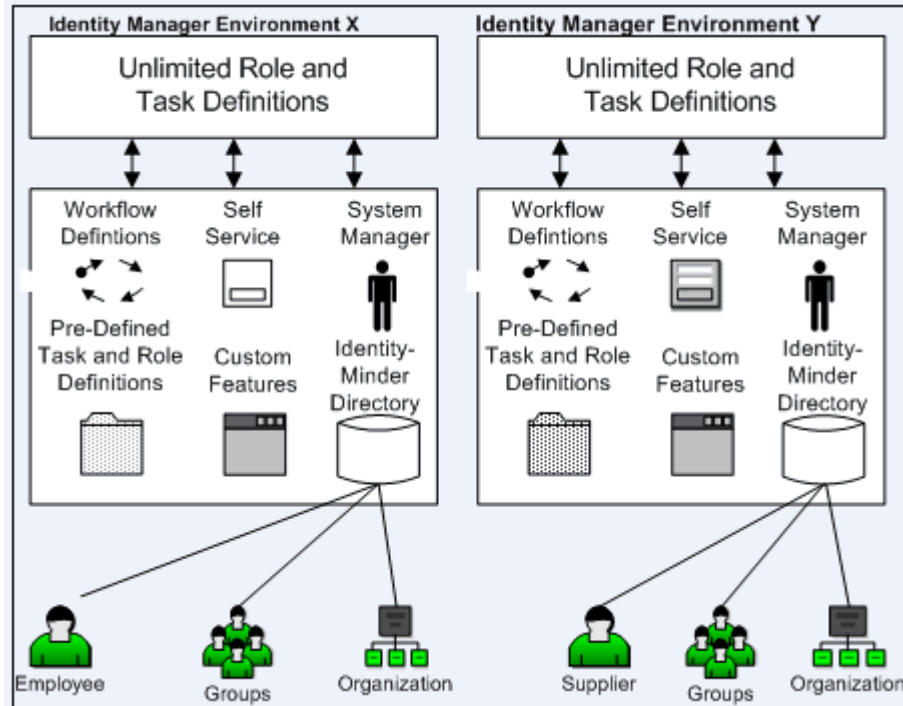 Identity Manager Environment X
Unlimited Role and
Task Definitions
Workflow
Defintions
Self
Service
System
Manager
Pre-Defined
Task and Role
Definitions
Custom
Features
Identity-
Minder
Directory
Employee
Groups
Organization
Identity Manager Environment Y
Unlimited Role and
Task Definitions
Workflow
Defintions
Self
Service
System
Manager
Pre-Defined
Task and Role
Definitions
Custom
Features
Identity-
Minder
Directory
Supplier
Groups
Organization